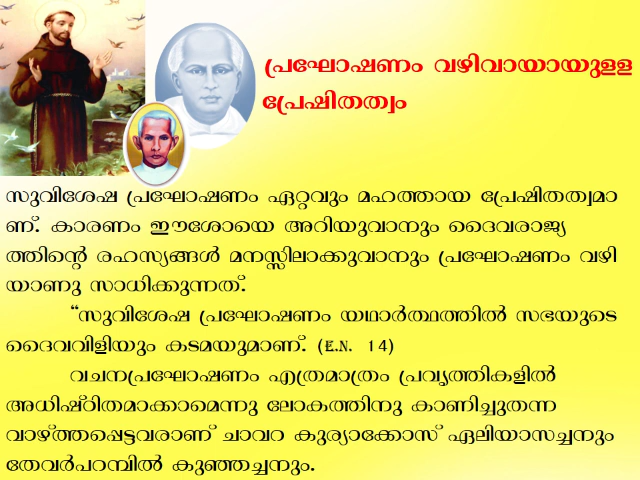 പ്രഘോഷണം വഴിവായായുളള
പ്രേഷിതത്വം
സുവിശേഷ പ്രഘോഷണം ഏറ്റവും മഹത്തായ പ്രേഷിതത്വമാ
ണ്. കാരണം ഈശോയെ അറിയുവാനും ദൈവരാജ്യ
ത്തിന്റെ രഹസ്യങ്ങൾ മനസ്സിലാക്കുവാനും പ്രഘോഷണം വഴി
യാണു സാധിക്കുന്നത്.
“സുവിശേഷ പ്രഘോഷണം യഥാർത്ഥത്തിൽ സഭയുടെ
ദൈവവിളിയും കടമയുമാണ്. (E.N. 14)
വചനപ്രഘോഷണം എത്രമാത്രം പ്രവൃത്തികളിൽ
അധിഷ്ഠിതമാക്കാമെന്നു ലോകത്തിനു കാണിച്ചുതന്ന
വാഴ്ത്തപ്പെട്ടവരാണ് ചാവറ കുര്യാക്കോസ് ഏലിയാസച്ചനും
തേവർപറമ്പിൽ കുഞ്ഞച്ചനും.